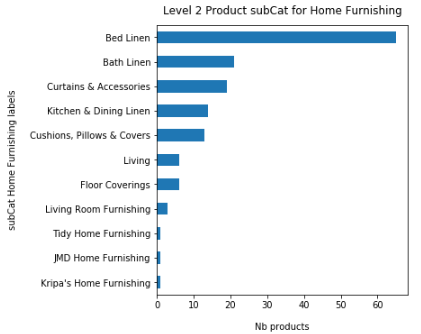 Level 2 Product subCat for Home Furnishing
subCat Home Furnishing labels
Bed Linen
Bath Linen
Curtains & Accessories
Kitchen & Dining Linen
Cushions, Pillows & Covers
Living
Floor Coverings
Living Room Furnishing
Tidy Home Furnishing
JMD Home Furnishing
Kripa's Home Furnishing
0 10 20 30 40 50 60
Nb products